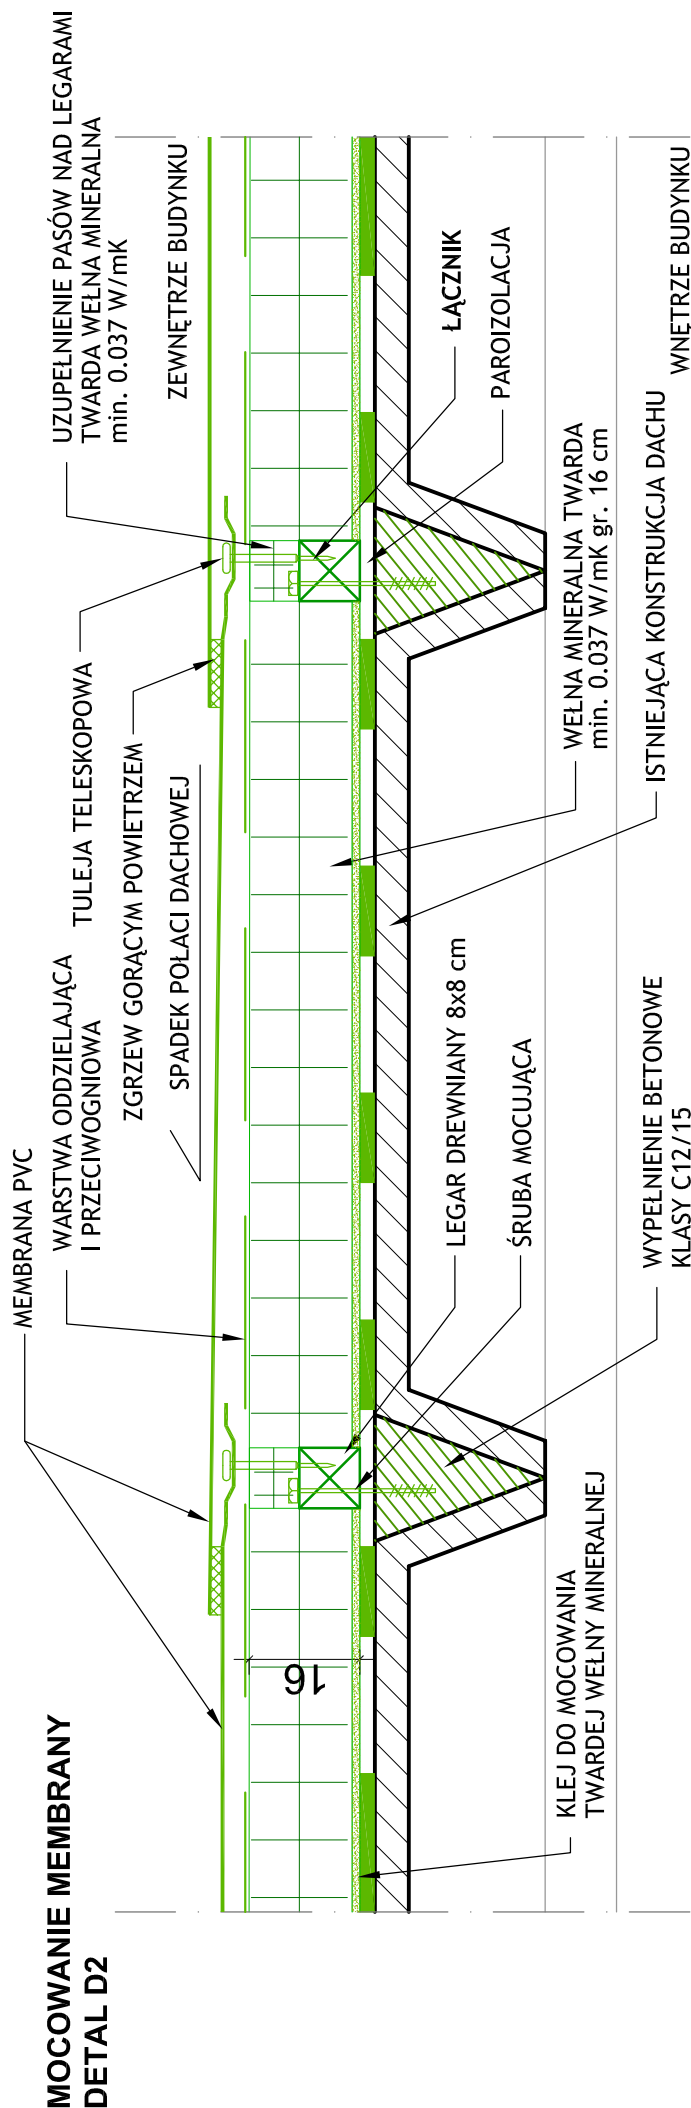 MOCOWANIE MEMBRANY
DETAL D2
MEMBRANA PVC
WARSTWA ODDZIELAJĄCA
I PRZECIWOGNIOWA
TULEJA TELESKOPOWA
ZGRZEW GORĄCYM POWIETRZEM
SPADEK POŁACI DACHOWEJ
UZUPEŁNIENIE PASÓW NAD LEGARAMI
TWARDA WEŁNA MINERALNA
min. 0.037 W/mK
ZEWNĘTRZE BUDYNKU
16
ŁĄCZNIK
PAROIZOLACJA
WEŁNA MINERALNA TWARDA
min. 0.037 W/mK gr. 16 cm
LEGAR DREWNIANY 8x8 cm
ŚRUBA MOCUJĄCA
KLEJ DO MOCOWANIA
TWARDEJ WEŁNY MINERALNEJ
WYPEŁNIENIE BETONOWE
KLASY C12/15
ISTNIEJĄCA KONSTRUKCJA DACHU
WNĘTRZE BUDYNKU